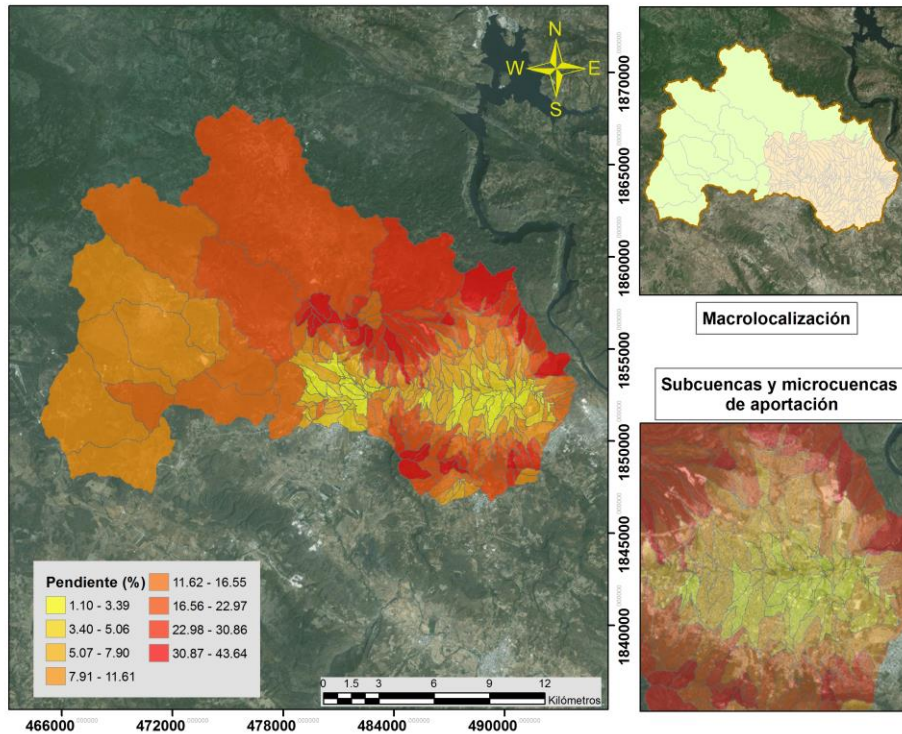 N
W E
S
1870000
1865000
1860000
1855000
1850000
1845000
1840000
Pendiente (%)
1.10 - 3.39
3.40 - 5.06
5.07 - 7.90
7.91 - 11.61
11.62 - 16.55
16.56 - 22.97
22.98 - 30.86
30.87 - 43.64
0 1.5 3 6 9 12
Kilómetros
466000 472000 478000 484000 490000
Macrolocalización
Subcuencas y microcuencas
de aportación